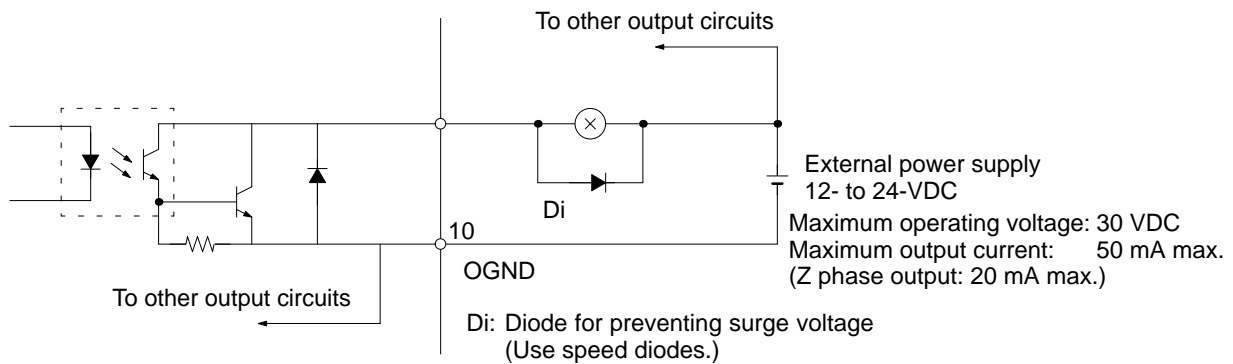 To other output circuits
External power supply
12- to 24-VDC
Di
Maximum operating voltage: 30 VDC
10
Maximum output current: 50 mA max.
OGND
(Z phase output: 20 mA max.)
To other output circuits
Di: Diode for preventing surge voltage
(Use speed diodes.)